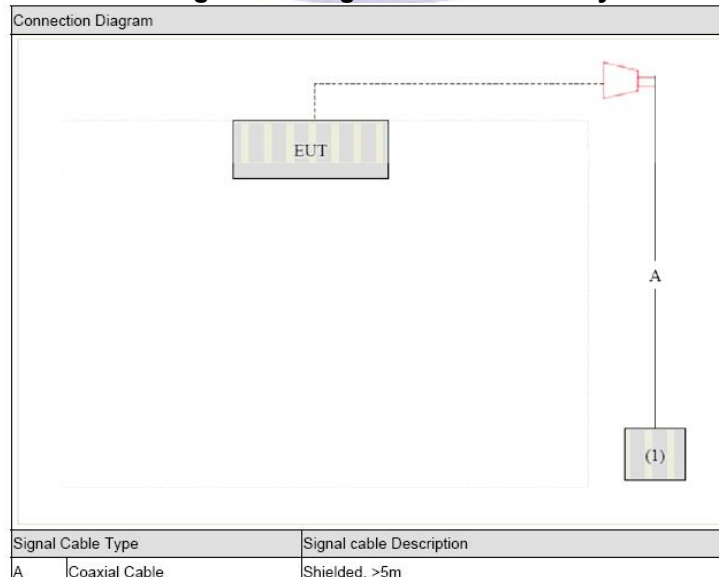 Connection Diagram
EUT
A
(1)
Signal Cable Type Signal cable Description
A Coaxial Cable Shielded, >5m